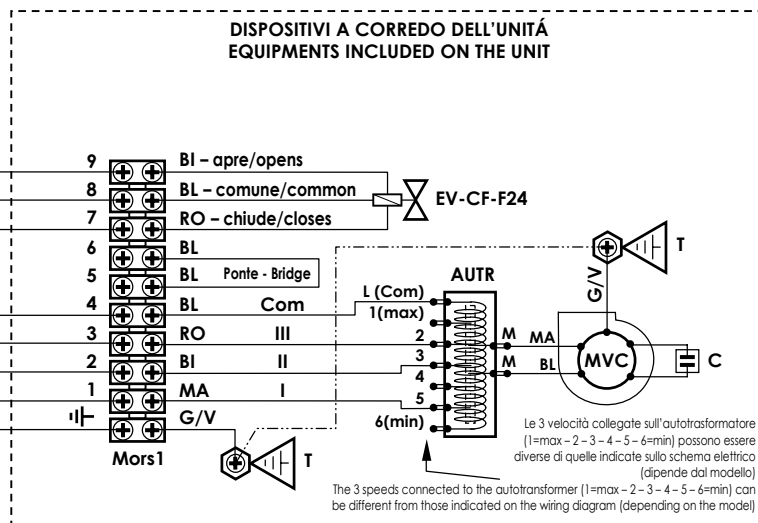 DISPOSITIVI A CORREDO DELL'UNITÁ
EQUIPMENTS INCLUDED ON THE UNIT
9 BI – apre/opens
8 BL – comune/common
EV-CF-F24
7 RO – chiude/closes
6 BL
5 BL Ponte - Bridge
4 BL Com
3 RO III
2 BI II
1 MA I
G/V
Mors1
T
AUTR
L (Com)
1(max)
2
3
4
5
6(min)
M MA
M BL
MVC
C
G/V
T
Le 3 velocità collegate sull'autotrasformatore
(1=max – 2 – 3 – 4 – 5 – 6=min) possono essere
diverse di quelle indicate sullo schema elettrico
(dipende dal modello)
The 3 speeds connected to the autotransformer (1=max – 2 – 3 – 4 – 5 – 6=min) can
be different from those indicated on the wiring diagram (depending on the model)